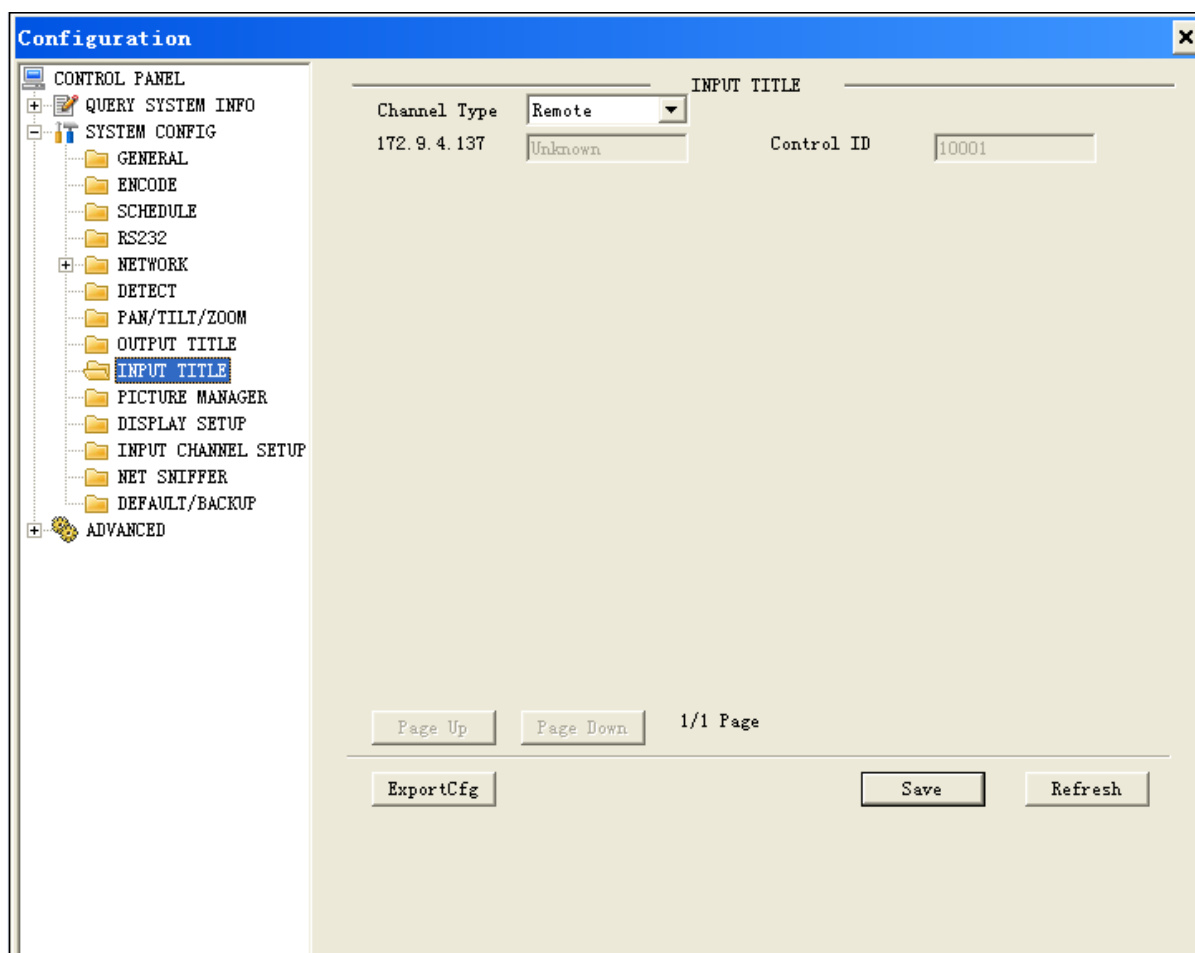 Configuration
CONTROL PANEL
QUERY SYSTEM INFO
SYSTEM CONFIG
GENERAL
ENCODE
SCHEDULE
RS232
NETWORK
DETECT
PAN/TILT/ZOOM
OUTPUT TITLE
INPUT TITLE
PICTURE MANAGER
DISPLAY SETUP
INPUT CHANNEL SETUP
NET SNIFFER
DEFAULT/BACKUP
ADVANCED
INPUT TITLE
Channel Type Remote
172.9.4.137 Unknown Control ID 10001
Page Up Page Down 1/1 Page
ExportCfg Save Refresh